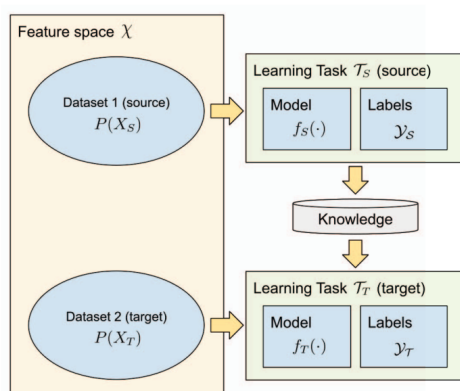 Feature space χ
Dataset 1 (source)
P(X_S)
Learning Task 𝒯_S (source)
Model
f_S(·)
Labels
𝒴_𝒮
Knowledge
Dataset 2 (target)
P(X_T)
Learning Task 𝒯_T (target)
Model
f_T(·)
Labels
𝒴_𝒯